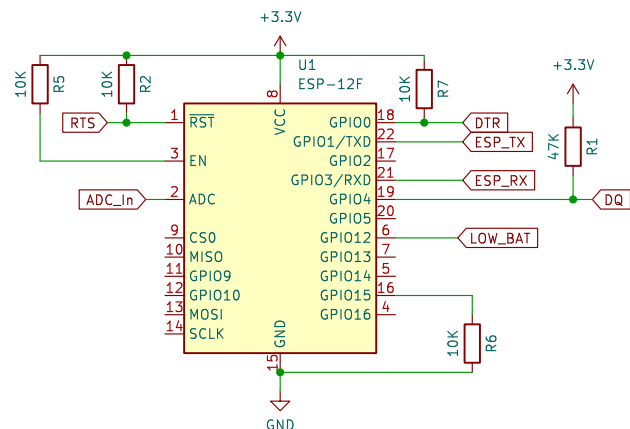 +3.3V
U1
ESP-12F
+3.3V
10K
R5
10K
R2
10K
R7
47K
R1
8
VCC
RTS
1
RST
GPIO0
18
DTR
GPIO1/TXD
22
ESP_TX
3
EN
GPIO2
17
GPIO3/RXD
21
ESP_RX
ADC_In
2
ADC
GPIO4
19
DQ
GPIO5
20
9
CS0
GPIO12
6
LOW_BAT
10
MISO
GPIO13
7
11
GPIO9
GPIO14
5
12
GPIO10
GPIO15
16
13
MOSI
GPIO16
4
14
SCLK
GND
15
10K
R6
GND